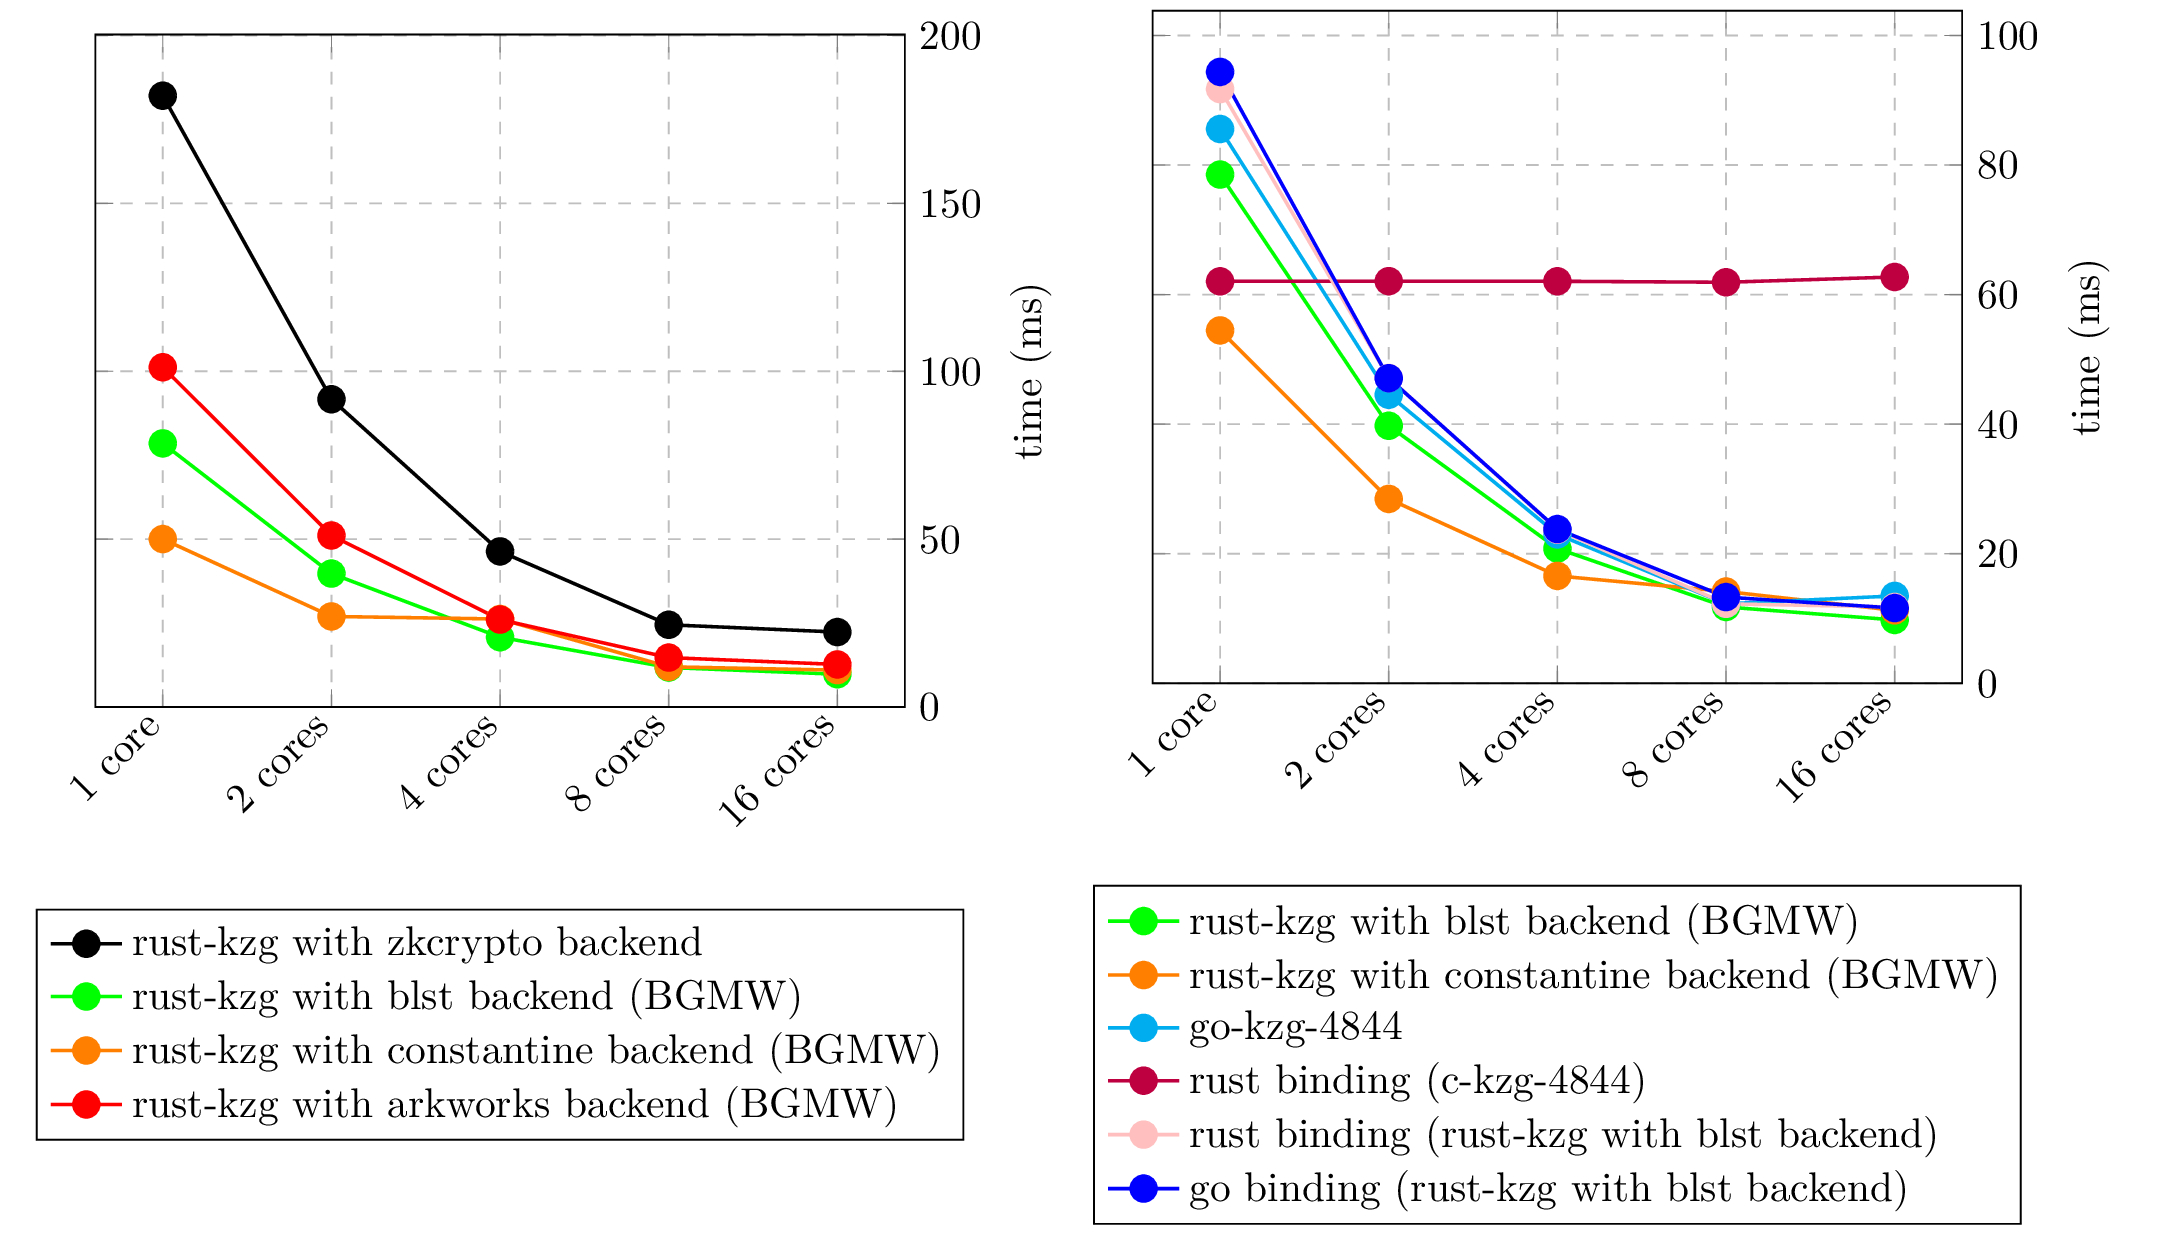 200
150
100
50
0
time (ms)
1 core
2 cores
4 cores
8 cores
16 cores
rust-kzg with zkcrypto backend
rust-kzg with blst backend (BGMW)
rust-kzg with constantine backend (BGMW)
rust-kzg with arkworks backend (BGMW)
100
80
60
40
20
0
time (ms)
1 core
2 cores
4 cores
8 cores
16 cores
rust-kzg with blst backend (BGMW)
rust-kzg with constantine backend (BGMW)
go-kzg-4844
rust binding (c-kzg-4844)
rust binding (rust-kzg with blst backend)
go binding (rust-kzg with blst backend)